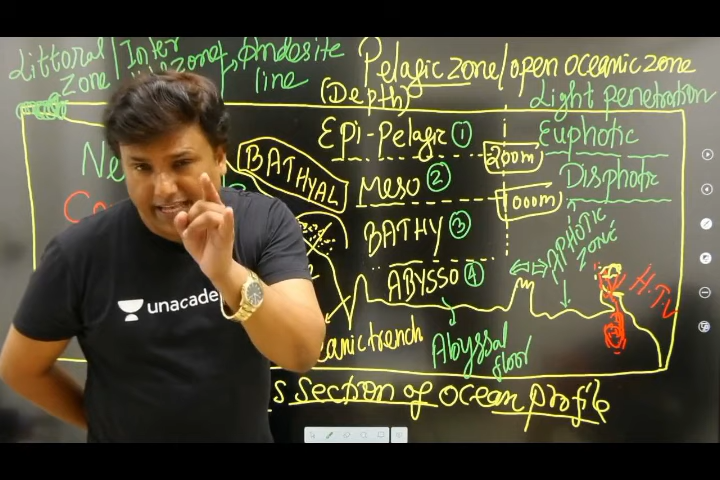 Littoral zone / Inter zone → Andesite line
Pelagic zone/open oceanic zone
(Depth)
Light penetration
Epi-Pelagic ①
200m
Euphotic
BATHYAL
Meso ②
1000m
Disphotic
BATHY ③
APHOTIC ZONE
ABYSSO ④
H.T.V
unacade
anic trench
Abyssal floor
s section of ocean profile